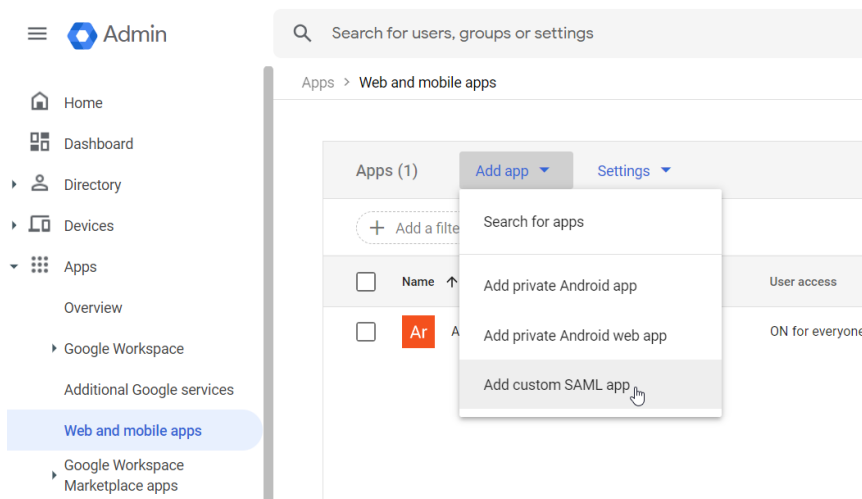 Admin
Search for users, groups or settings
Apps > Web and mobile apps
Home
Dashboard
Directory
Devices
Apps
Overview
Google Workspace
Additional Google services
Web and mobile apps
Google Workspace
Marketplace apps
Apps (1)
Add app
Settings
Add a filte
Search for apps
Add private Android app
Add private Android web app
Add custom SAML app
Name
User access
Ar
A
ON for everyone